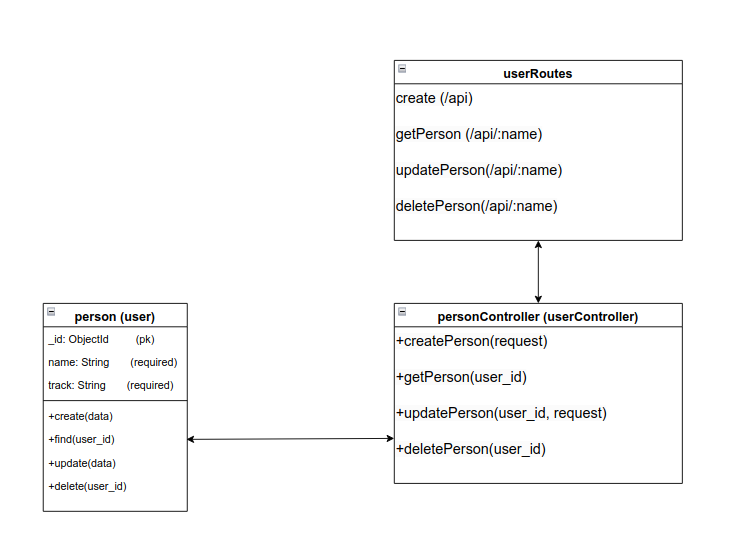 userRoutes
create (/api)
getPerson (/api/:name)
updatePerson(/api/:name)
deletePerson(/api/:name)
person (user)
_id: ObjectId (pk)
name: String (required)
track: String (required)
+create(data)
+find(user_id)
+update(data)
+delete(user_id)
personController (userController)
+createPerson(request)
+getPerson(user_id)
+updatePerson(user_id, request)
+deletePerson(user_id)